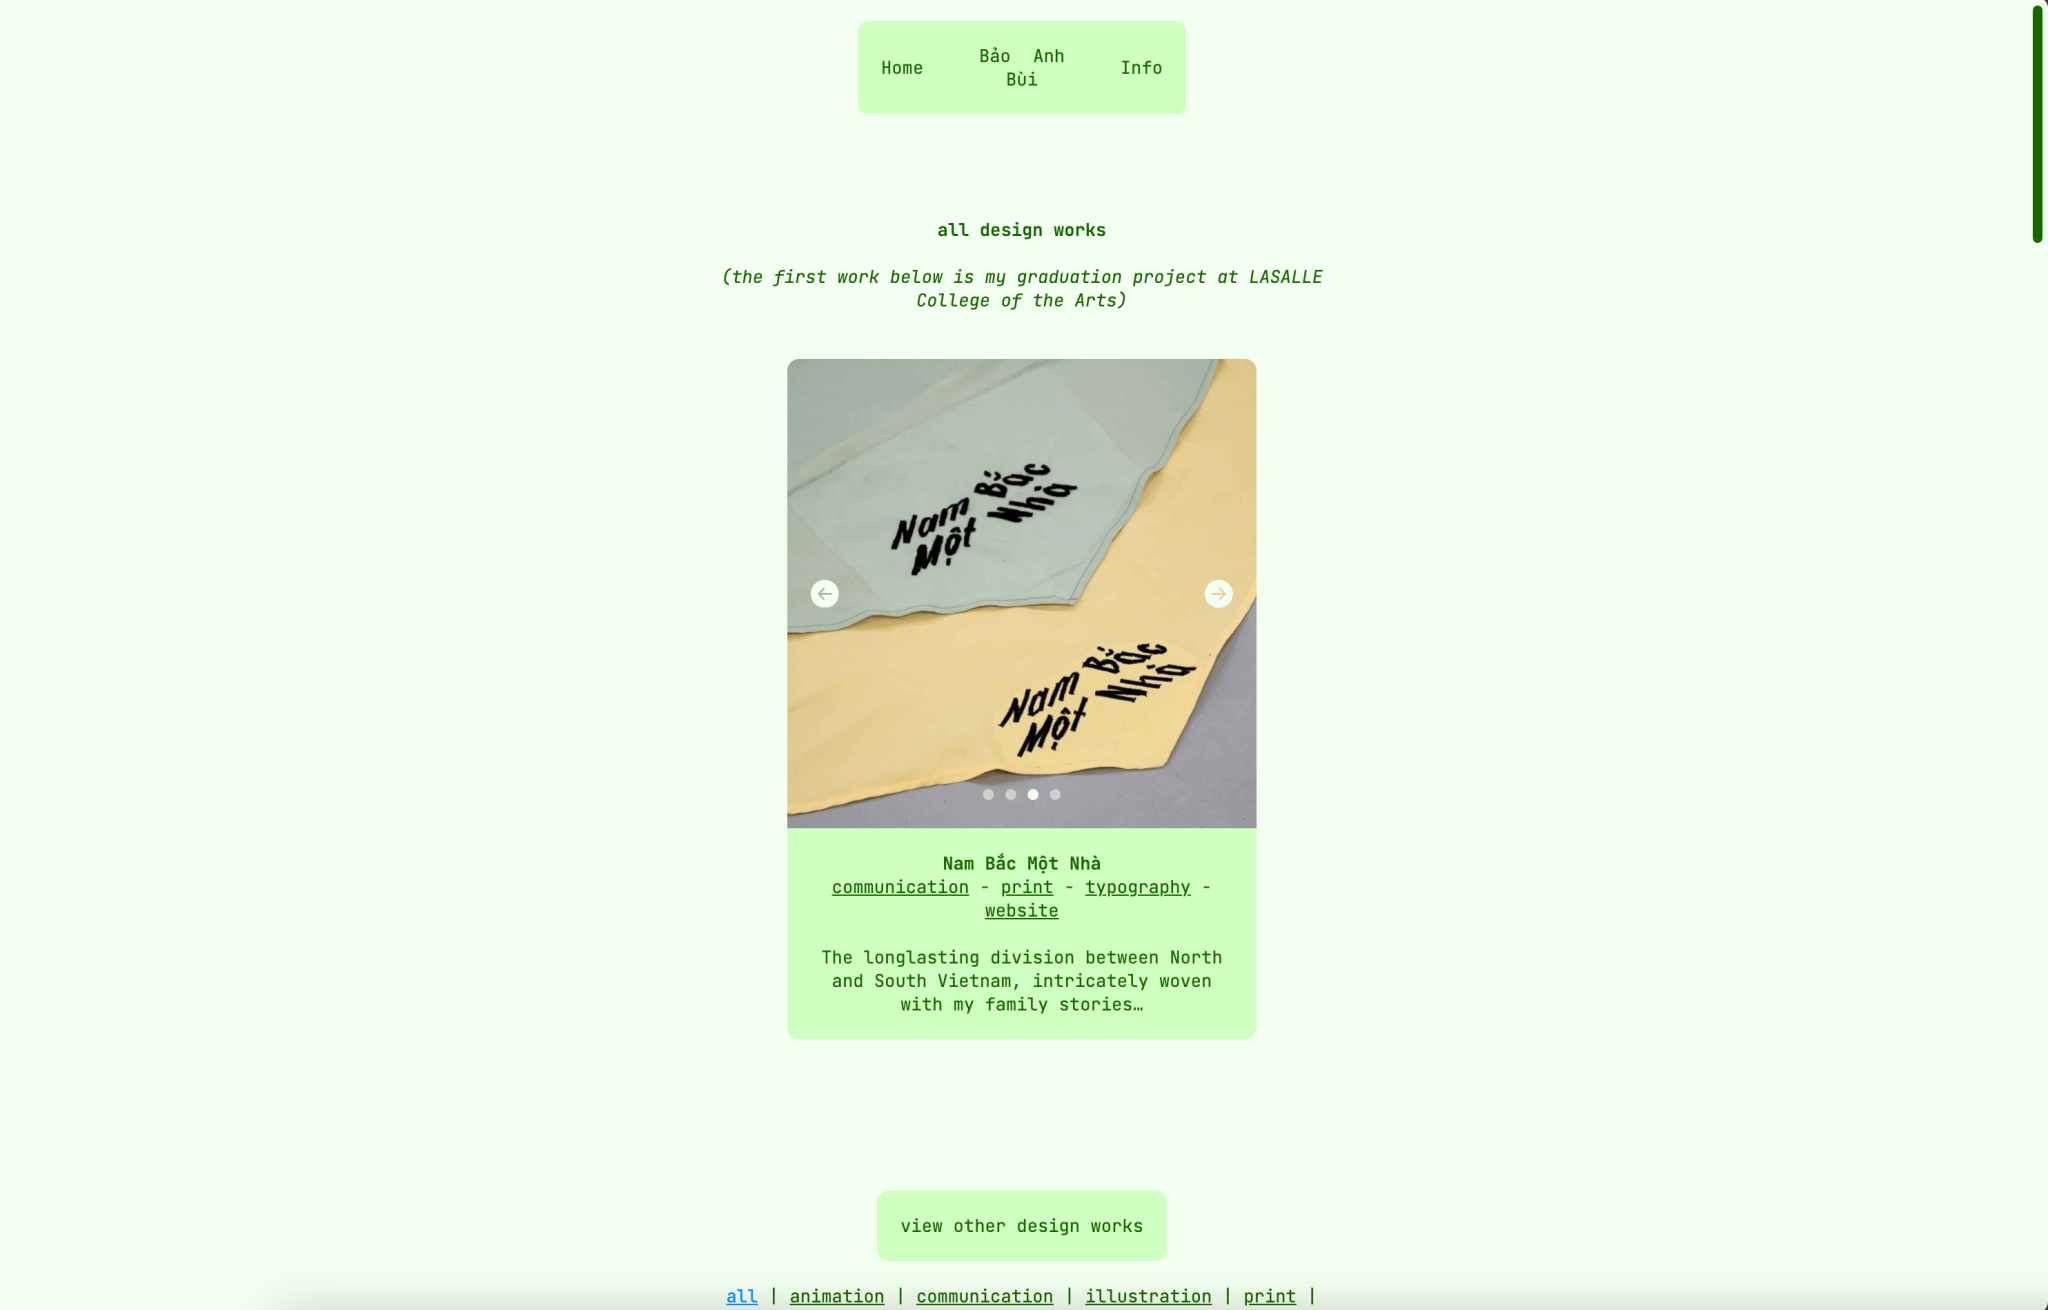 Home
Bảo Anh
Bùi
Info
all design works
(the first work below is my graduation project at LASALLE
College of the Arts)
Nam Bắc
Một Nhà
Nam Bắc
Một Nhà
Nam Bắc Một Nhà
communication - print - typography -
website
The longlasting division between North
and South Vietnam, intricately woven
with my family stories…
view other design works
all | animation | communication | illustration | print |